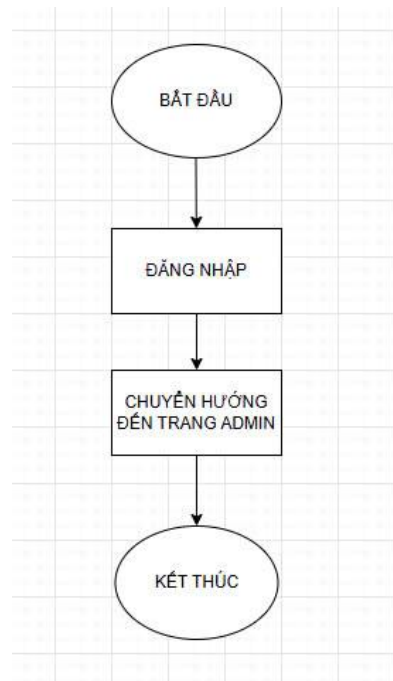 BẮT ĐẦU
ĐĂNG NHẬP
CHUYỂN HƯỚNG
ĐẾN TRANG ADMIN
KẾT THÚC